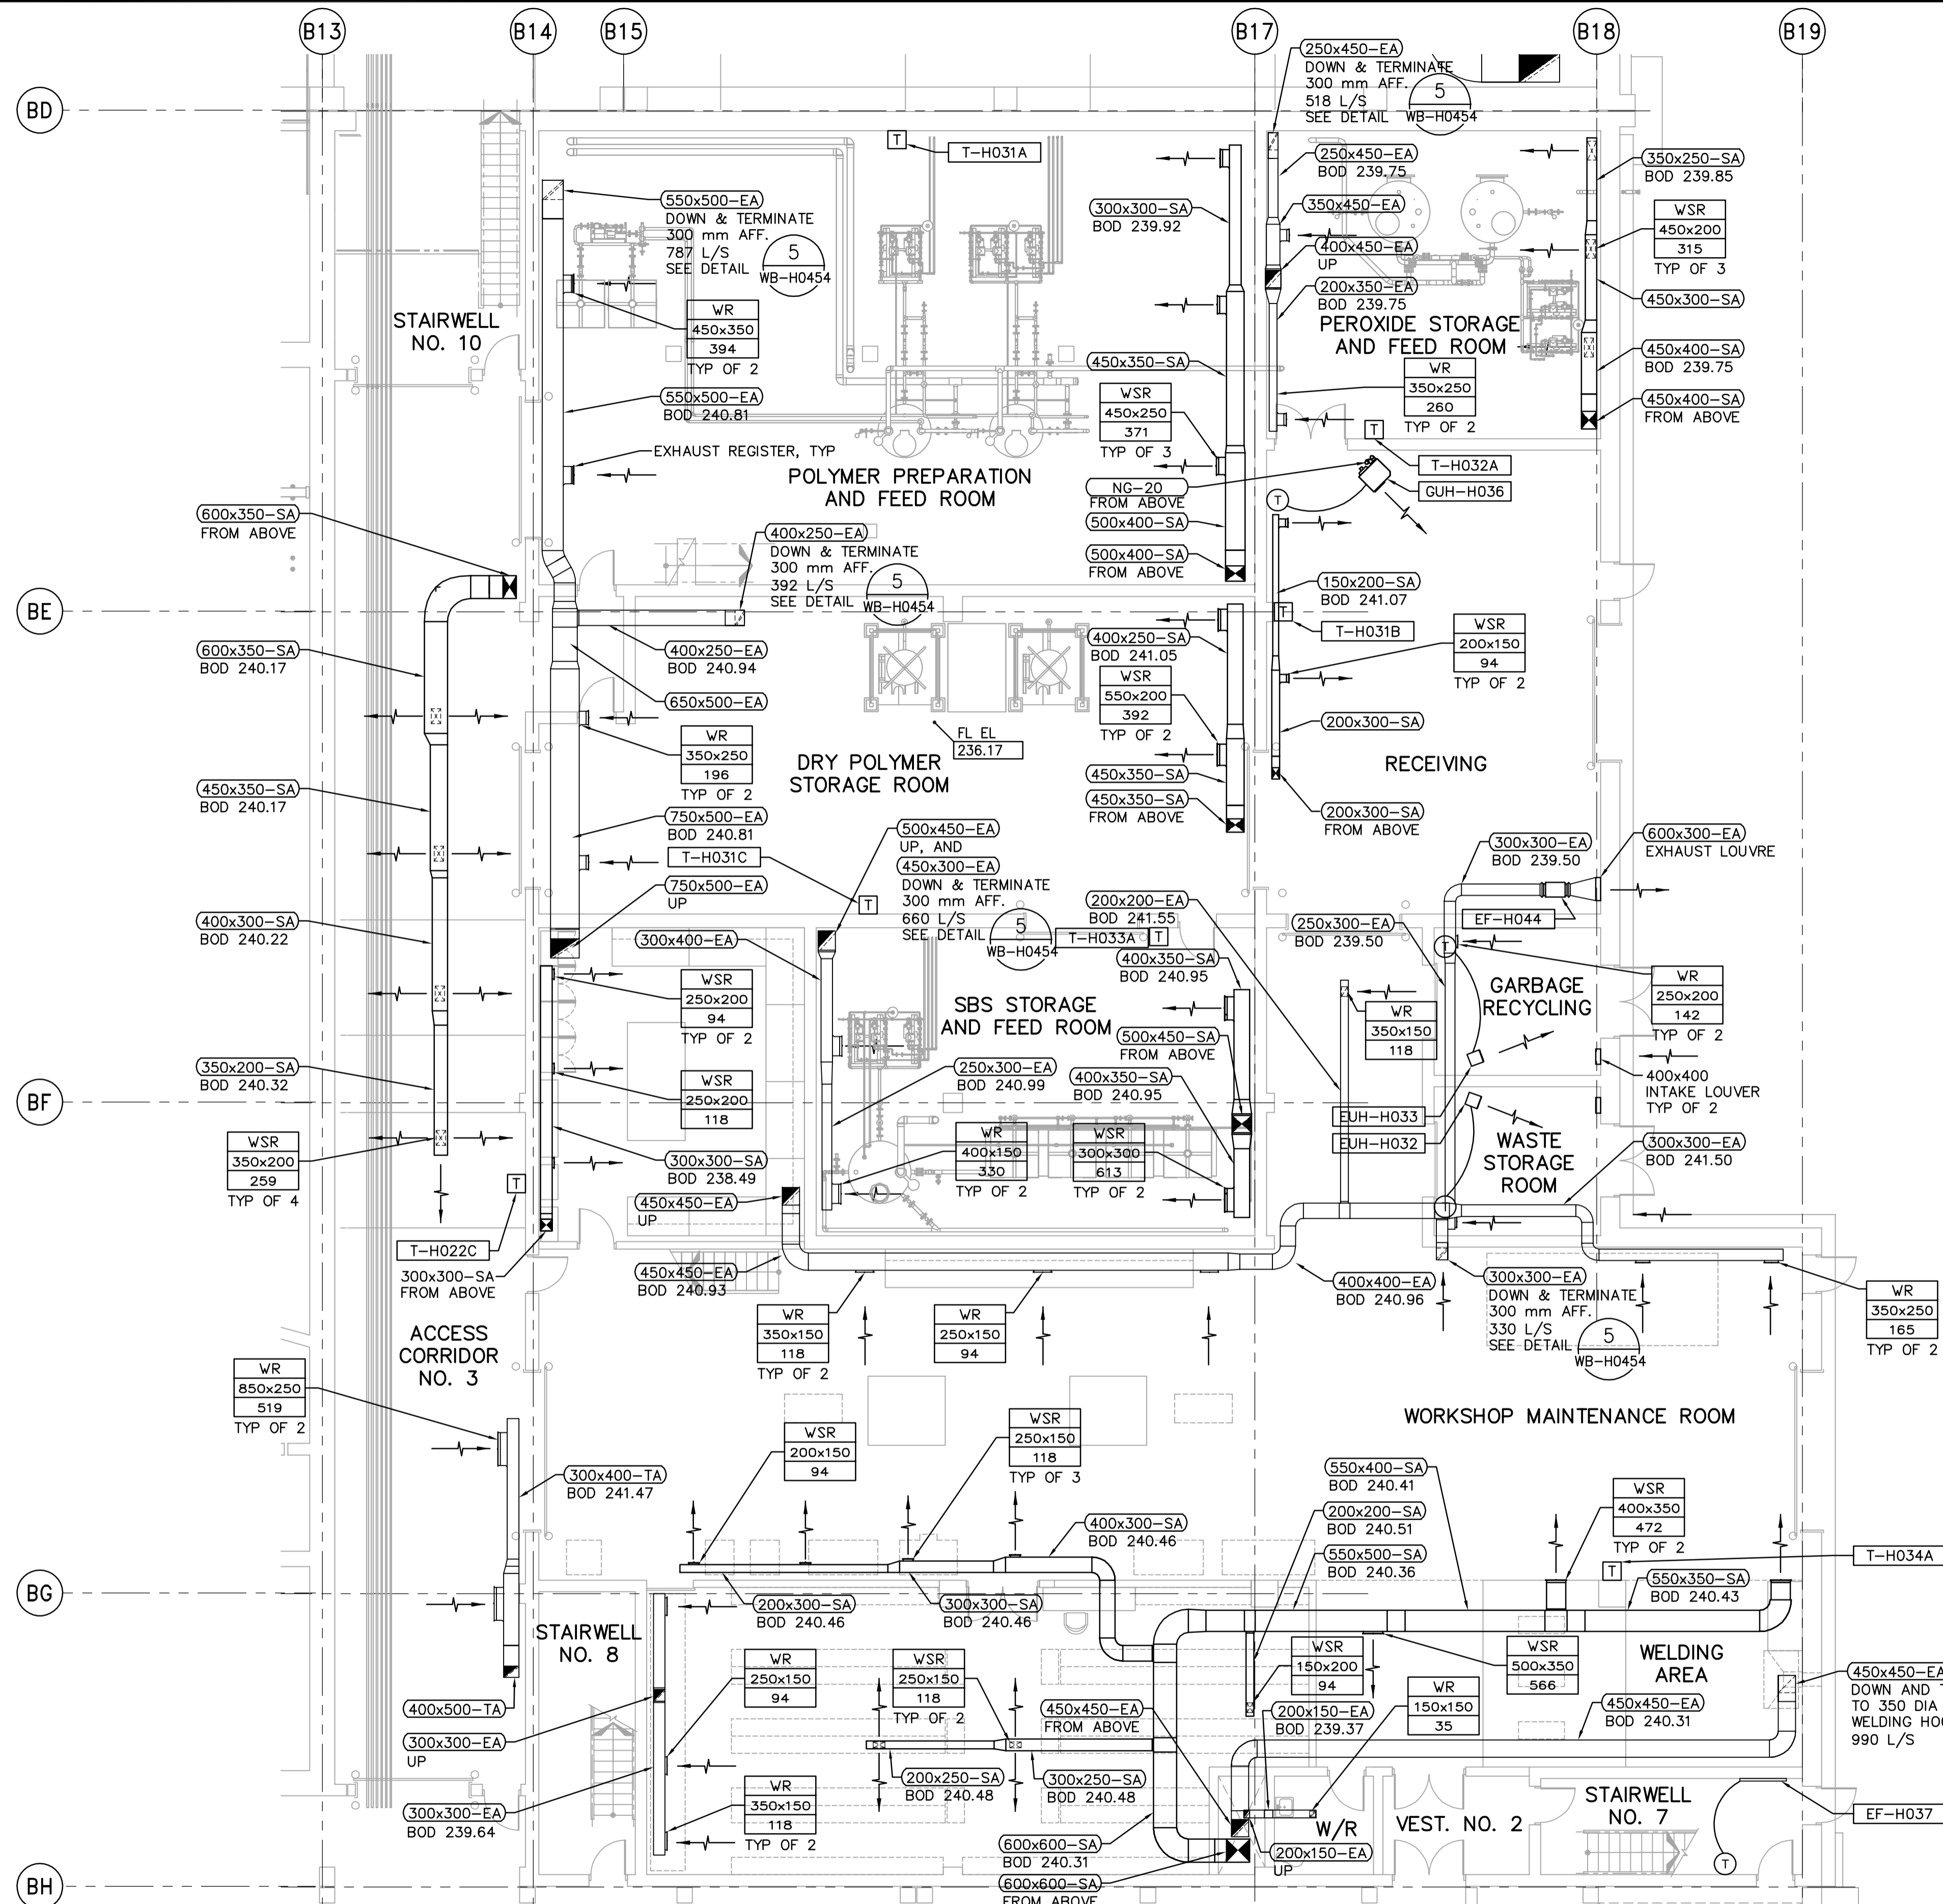 B13
B14
B15
B17
B18
B19
BD
BE
BF
BG
BH
250x450-EA
DOWN & TERMINATE
300 mm AFF.
518 L/S
SEE DETAIL
5
WB-H0454
T-H031A
550x500-EA
DOWN & TERMINATE
300 mm AFF.
787 L/S
SEE DETAIL
5
WB-H0454
T
250x450-EA
BOD 239.75
350x250-SA
BOD 239.85
300x300-SA
BOD 239.92
350x450-EA
WSR
450x200
315
TYP OF 3
400x450-EA
UP
200x350-EA
BOD 239.75
450x300-SA
STAIRWELL
NO. 10
WR
450x350
394
TYP OF 2
PEROXIDE STORAGE
AND FEED ROOM
450x350-SA
450x400-SA
BOD 239.75
550x500-EA
BOD 240.81
WSR
450x250
371
TYP OF 3
WR
350x250
260
TYP OF 2
450x400-SA
FROM ABOVE
EXHAUST REGISTER, TYP
T
T-H032A
POLYMER PREPARATION
AND FEED ROOM
NG-20
FROM ABOVE
GUH-H036
T
600x350-SA
FROM ABOVE
500x400-SA
400x250-EA
DOWN & TERMINATE
300 mm AFF.
392 L/S
SEE DETAIL
5
WB-H0454
500x400-SA
FROM ABOVE
150x200-SA
BOD 241.07
T
T-H031B
WSR
200x150
94
TYP OF 2
600x350-SA
BOD 240.17
400x250-EA
BOD 240.94
400x250-SA
BOD 241.05
650x500-EA
WSR
550x200
392
TYP OF 2
200x300-SA
FL EL
236.17
WR
350x250
196
TYP OF 2
DRY POLYMER
STORAGE ROOM
RECEIVING
450x350-SA
BOD 240.17
450x350-SA
450x350-SA
FROM ABOVE
200x300-SA
FROM ABOVE
750x500-EA
BOD 240.81
500x450-EA
UP, AND
450x300-EA
DOWN & TERMINATE
300 mm AFF.
660 L/S
SEE DETAIL
5
WB-H0454
T-H031C
T
300x300-EA
BOD 239.50
600x300-EA
EXHAUST LOUVRE
750x500-EA
UP
200x200-EA
BOD 241.55
EF-H044
400x300-SA
BOD 240.22
300x400-EA
T-H033A
T
250x300-EA
BOD 239.50
T
400x350-SA
BOD 240.95
WSR
250x200
94
TYP OF 2
SBS STORAGE
AND FEED ROOM
GARBAGE
RECYCLING
WR
250x200
142
TYP OF 2
WR
350x150
118
500x450-SA
FROM ABOVE
350x200-SA
BOD 240.32
WSR
250x200
118
250x300-EA
BOD 240.99
400x350-SA
BOD 240.95
400x400
INTAKE LOUVER
TYP OF 2
EUH-H033
EUH-H032
WSR
350x200
259
TYP OF 4
300x300-SA
BOD 238.49
WR
400x150
330
TYP OF 2
WSR
300x300
613
TYP OF 2
WASTE
STORAGE
ROOM
300x300-EA
BOD 241.50
T
450x450-EA
UP
T-H022C
300x300-SA
FROM ABOVE
450x450-EA
BOD 240.93
400x400-EA
BOD 240.96
300x300-EA
DOWN & TERMINATE
300 mm AFF.
330 L/S
SEE DETAIL
5
WB-H0454
WR
350x250
165
TYP OF 2
ACCESS
CORRIDOR
NO. 3
WR
350x150
118
TYP OF 2
WR
250x150
94
WR
850x250
519
TYP OF 2
WORKSHOP MAINTENANCE ROOM
WSR
200x150
94
WSR
250x150
118
TYP OF 3
300x400-TA
BOD 241.47
550x400-SA
BOD 240.41
WSR
400x350
472
TYP OF 2
400x300-SA
BOD 240.46
200x200-SA
BOD 240.51
550x500-SA
BOD 240.36
T
T-H034A
200x300-SA
BOD 240.46
300x300-SA
BOD 240.46
550x350-SA
BOD 240.43
STAIRWELL
NO. 8
WR
250x150
94
WSR
250x150
118
TYP OF 2
WSR
150x200
94
WSR
500x350
566
WELDING
AREA
WR
150x150
35
400x500-TA
450x450-EA
FROM ABOVE
200x150-EA
BOD 239.37
450x450-EA
BOD 240.31
450x450-EA
DOWN AND
TO 350 DIA
WELDING
990 L/S
300x300-EA
UP
200x250-SA
BOD 240.48
300x250-SA
BOD 240.48
300x300-EA
BOD 239.64
WR
350x150
118
TYP OF 2
STAIRWELL
NO. 7
EF-H037
W/R
VEST. NO. 2
600x600-SA
BOD 240.31
200x150-EA
UP
T
600x600-SA
FROM ABOVE